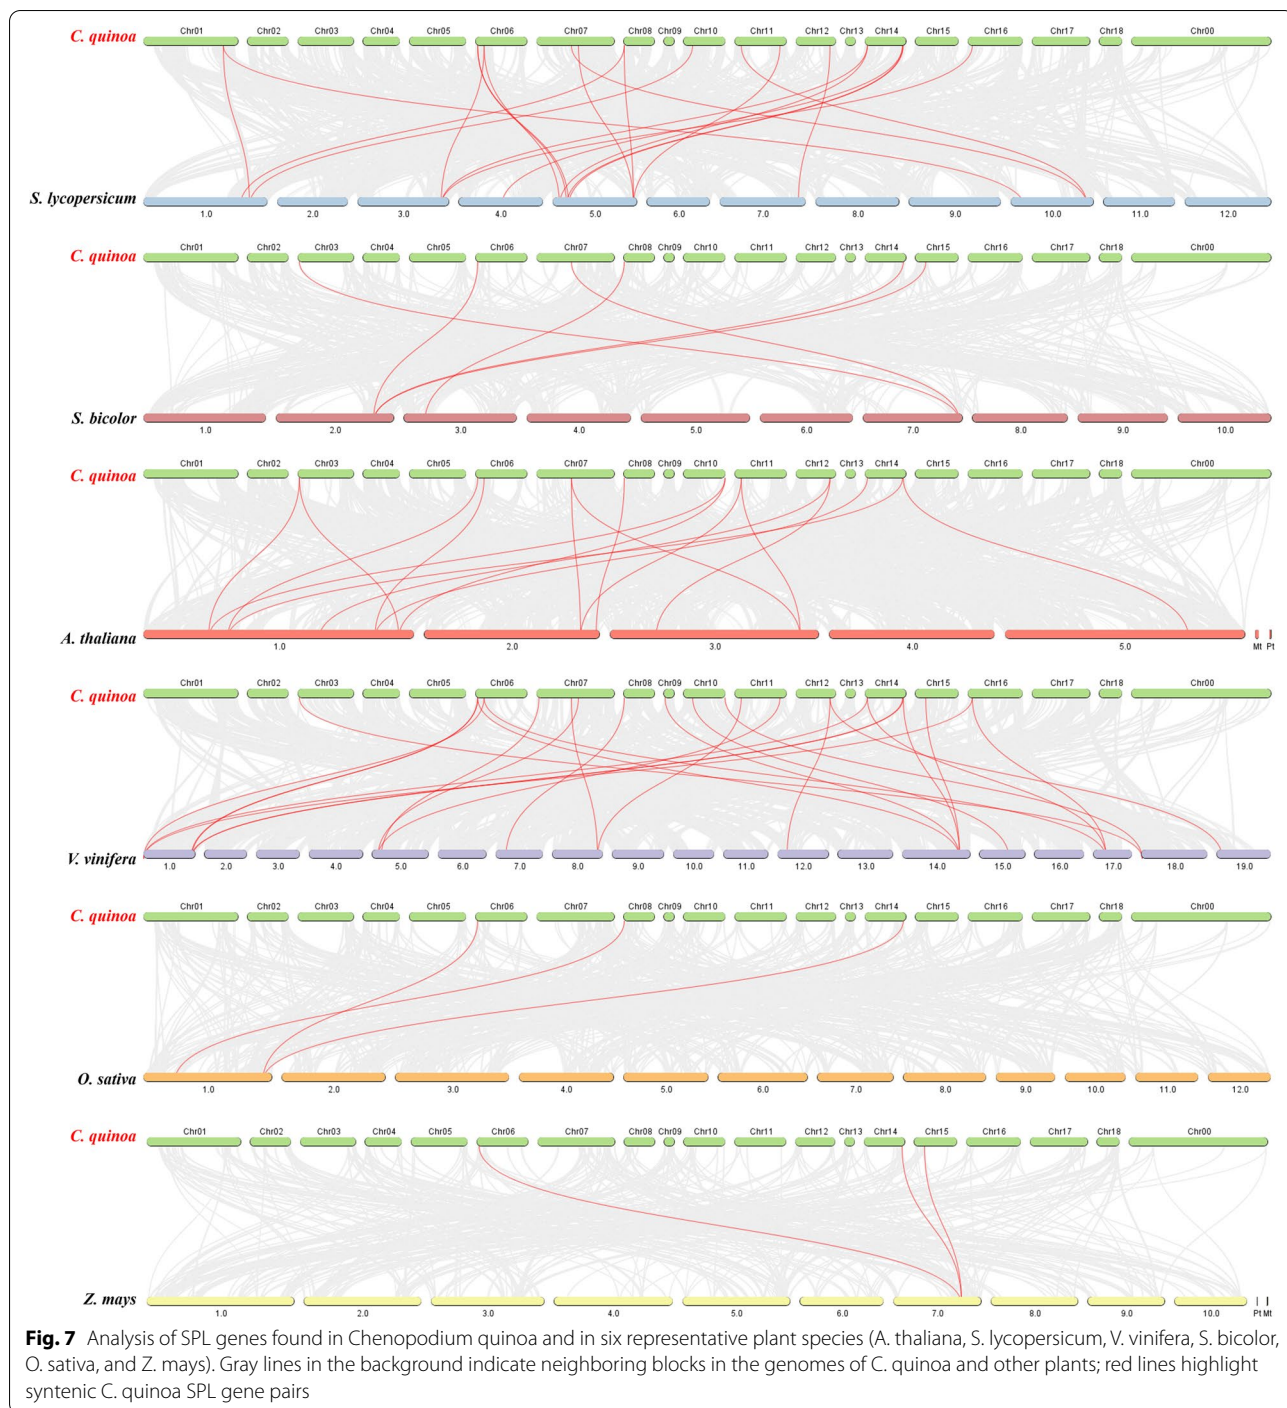 Chr01 Chr02 Chr03 Chr04 Chr05 Chr06 Chr07 Chr08 Chr09 Chr10 Chr11 Chr12 Chr13 Chr14 Chr15 Chr16 Chr17 Chr18 Chr00
C. quinoa
S. lycopersicum
1.0 2.0 3.0 4.0 5.0 6.0 7.0 8.0 9.0 10.0 11.0 12.0
Chr01 Chr02 Chr03 Chr04 Chr05 Chr06 Chr07 Chr08 Chr09 Chr10 Chr11 Chr12 Chr13 Chr14 Chr15 Chr16 Chr17 Chr18 Chr00
C. quinoa
S. bicolor
1.0 2.0 3.0 4.0 5.0 6.0 7.0 8.0 9.0 10.0
Chr01 Chr02 Chr03 Chr04 Chr05 Chr06 Chr07 Chr08 Chr09 Chr10 Chr11 Chr12 Chr13 Chr14 Chr15 Chr16 Chr17 Chr18 Chr00
C. quinoa
A. thaliana
1.0 2.0 3.0 4.0 5.0 Mt Pt
Chr01 Chr02 Chr03 Chr04 Chr05 Chr06 Chr07 Chr08 Chr09 Chr10 Chr11 Chr12 Chr13 Chr14 Chr15 Chr16 Chr17 Chr18 Chr00
C. quinoa
V. vinifera
1.0 2.0 3.0 4.0 5.0 6.0 7.0 8.0 9.0 10.0 11.0 12.0 13.0 14.0 15.0 16.0 17.0 18.0 19.0
Chr01 Chr02 Chr03 Chr04 Chr05 Chr06 Chr07 Chr08 Chr09 Chr10 Chr11 Chr12 Chr13 Chr14 Chr15 Chr16 Chr17 Chr18 Chr00
C. quinoa
O. sativa
1.0 2.0 3.0 4.0 5.0 6.0 7.0 8.0 9.0 10.0 11.0 12.0
Chr01 Chr02 Chr03 Chr04 Chr05 Chr06 Chr07 Chr08 Chr09 Chr10 Chr11 Chr12 Chr13 Chr14 Chr15 Chr16 Chr17 Chr18 Chr00
C. quinoa
Z. mays
1.0 2.0 3.0 4.0 5.0 6.0 7.0 8.0 9.0 10.0 Pt Mt
Fig. 7 Analysis of SPL genes found in Chenopodium quinoa and in six representative plant species (A. thaliana, S. lycopersicum, V. vinifera, S. bicolor,
O. sativa, and Z. mays). Gray lines in the background indicate neighboring blocks in the genomes of C. quinoa and other plants; red lines highlight
syntenic C. quinoa SPL gene pairs